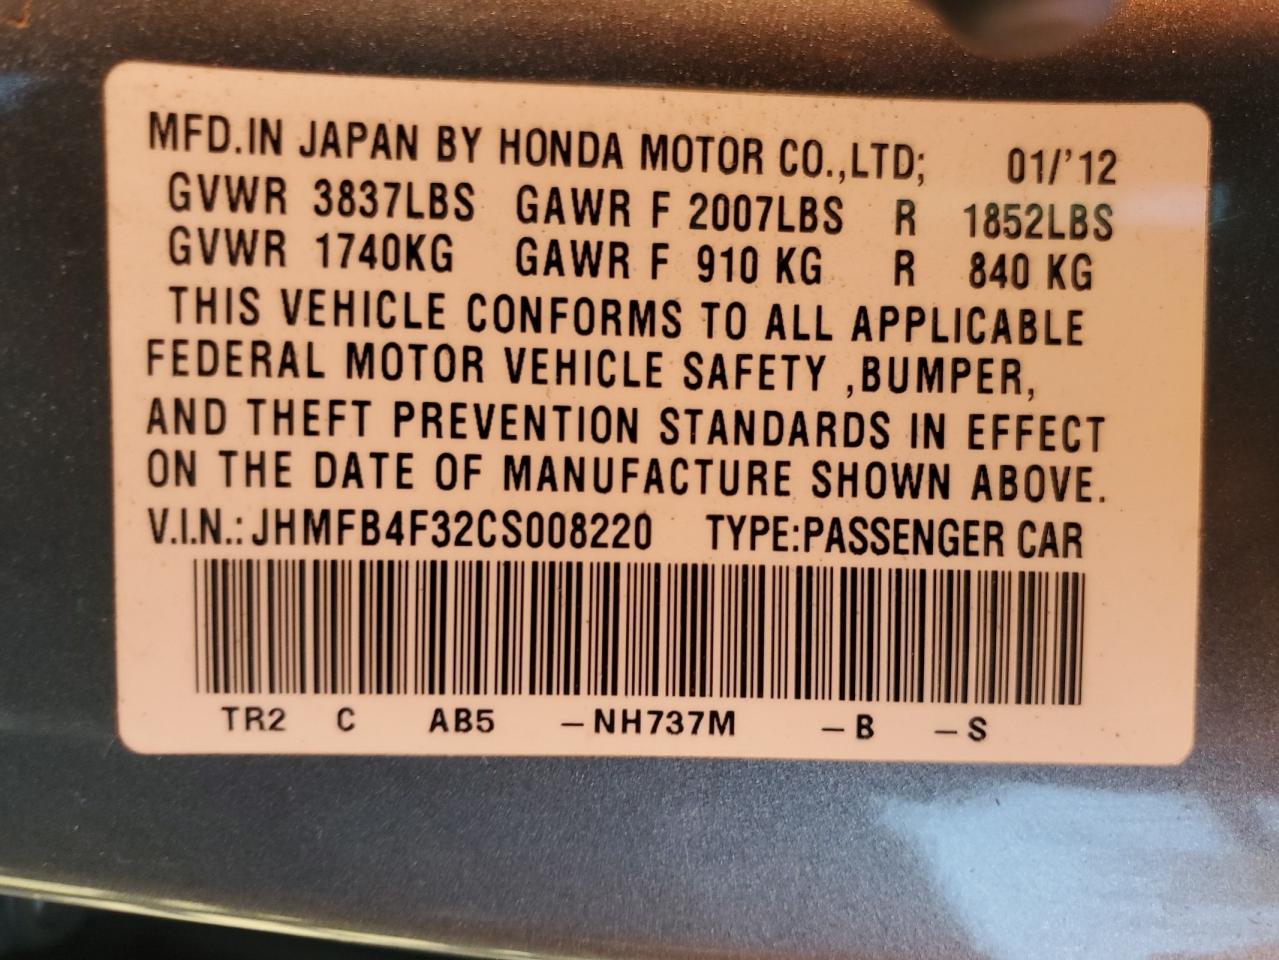 MFD.IN JAPAN BY HONDA MOTOR CO.,LTD; 01/'12
GVWR 3837LBS GAWR F 2007LBS R 1852LBS
GVWR 1740KG GAWR F 910 KG R 840 KG
THIS VEHICLE CONFORMS TO ALL APPLICABLE
FEDERAL MOTOR VEHICLE SAFETY ,BUMPER,
AND THEFT PREVENTION STANDARDS IN EFFECT
ON THE DATE OF MANUFACTURE SHOWN ABOVE.
V.I.N.: JHMFB4F32CS008220 TYPE:PASSENGER CAR
TR2 C AB5 –NH737M –B –S